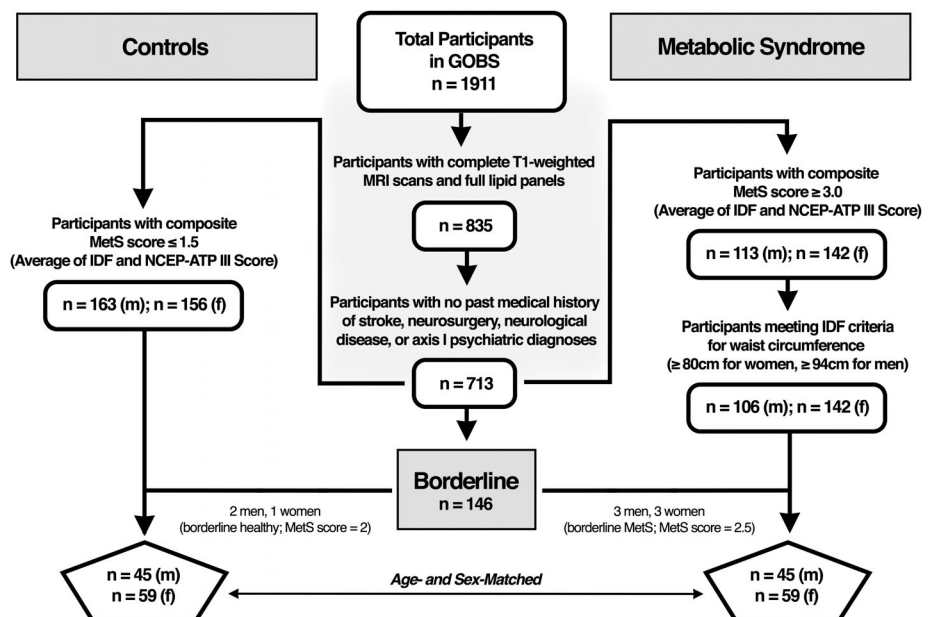 Controls
Total Participants
in GOBS
n = 1911
Metabolic Syndrome
Participants with complete T1-weighted
MRI scans and full lipid panels
n = 835
Participants with composite
MetS score ≥ 3.0
(Average of IDF and NCEP-ATP III Score)
n = 113 (m); n = 142 (f)
Participants with composite
MetS score ≤ 1.5
(Average of IDF and NCEP-ATP III Score)
n = 163 (m); n = 156 (f)
Participants with no past medical history
of stroke, neurosurgery, neurological
disease, or axis I psychiatric diagnoses
n = 713
Participants meeting IDF criteria
for waist circumference
(≥ 80cm for women, ≥ 94cm for men)
n = 106 (m); n = 142 (f)
Borderline
n = 146
2 men, 1 women
(borderline healthy; MetS score = 2)
3 men, 3 women
(borderline MetS; MetS score = 2.5)
n = 45 (m)
n = 59 (f)
Age- and Sex-Matched
n = 45 (m)
n = 59 (f)